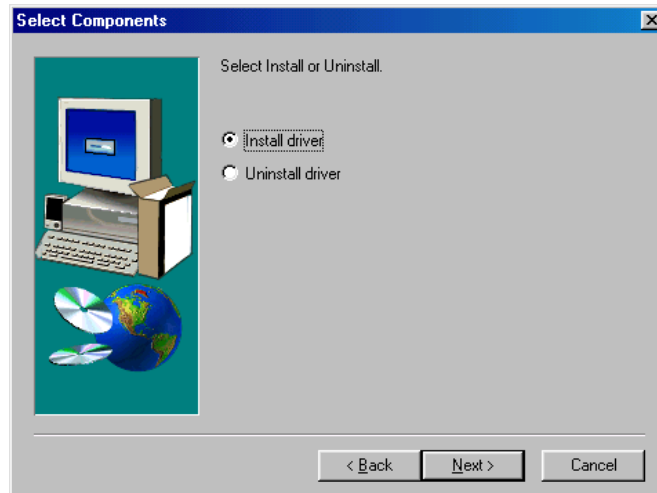 Select Components
Select Install or Uninstall.
Install driver
Uninstall driver
< Back Next > Cancel